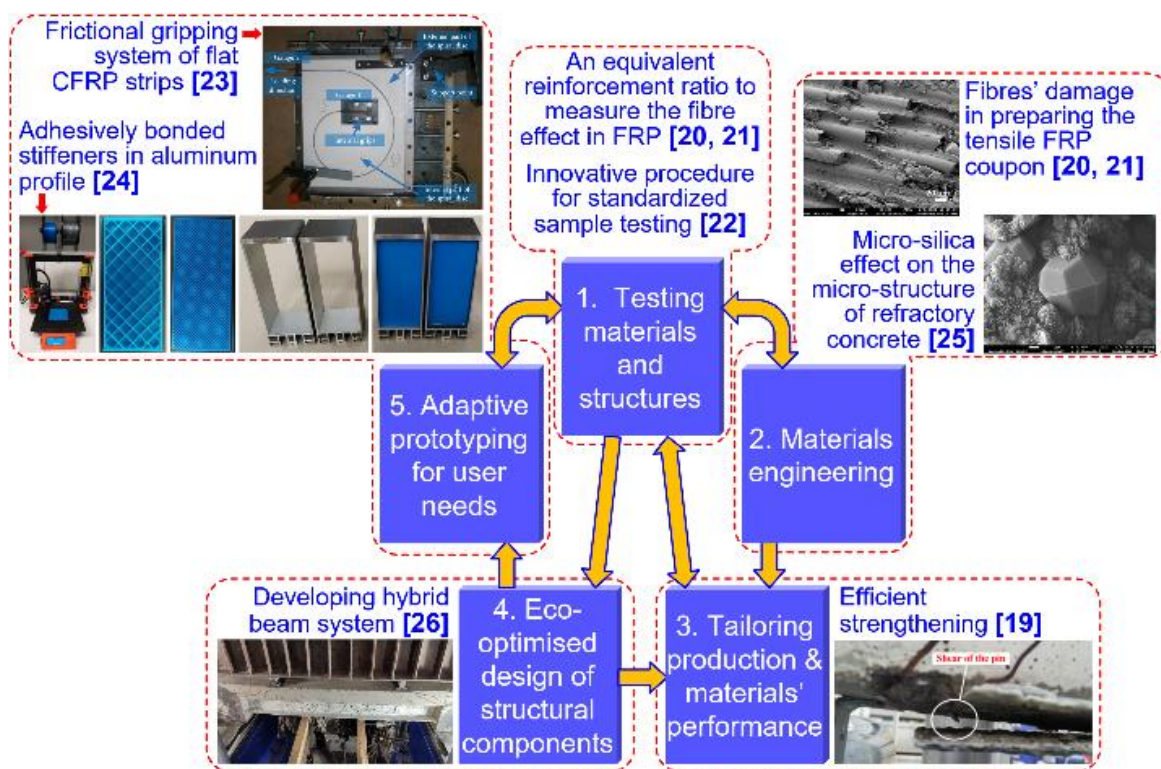 Frictional gripping
system of flat
CFRP strips [23]
Adhesively bonded
stiffeners in aluminum
profile [24]
An equivalent
reinforcement ratio to
measure the fibre
effect in FRP [20, 21]
Innovative procedure
for standardized
sample testing [22]
Fibres' damage
in preparing the
tensile FRP
coupon [20, 21]
Micro-silica
effect on the
micro-structure
of refractory
concrete [25]
1. Testing
materials
and
structures
2. Materials
engineering
5. Adaptive
prototyping
for user
needs
Developing hybrid
beam system [26]
4. Eco-
optimised
design of
structural
components
3. Tailoring
production &
materials'
performance
Efficient
strengthening [19]
Shear of the pin